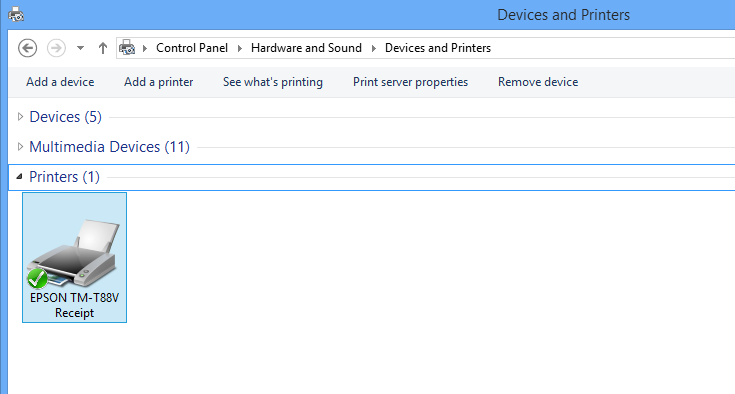 Devices and Printers
Control Panel Hardware and Sound Devices and Printers
Add a device Add a printer See what's printing Print server properties Remove device
Devices (5)
Multimedia Devices (11)
Printers (1)
EPSON TM-T88V
Receipt